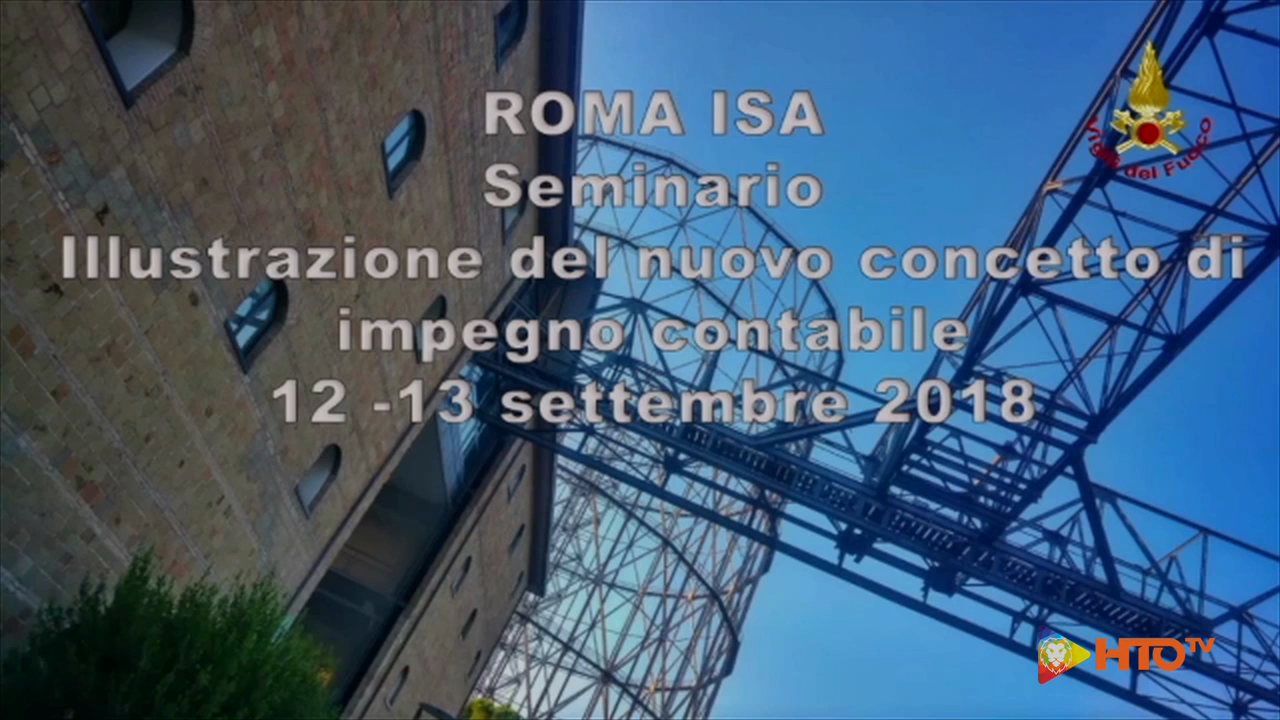 ROMA ISA
Seminario
Illustrazione del nuovo concetto di
impegno contabile
12 -13 settembre 2018
Vigili del Fuoco
HTO TV